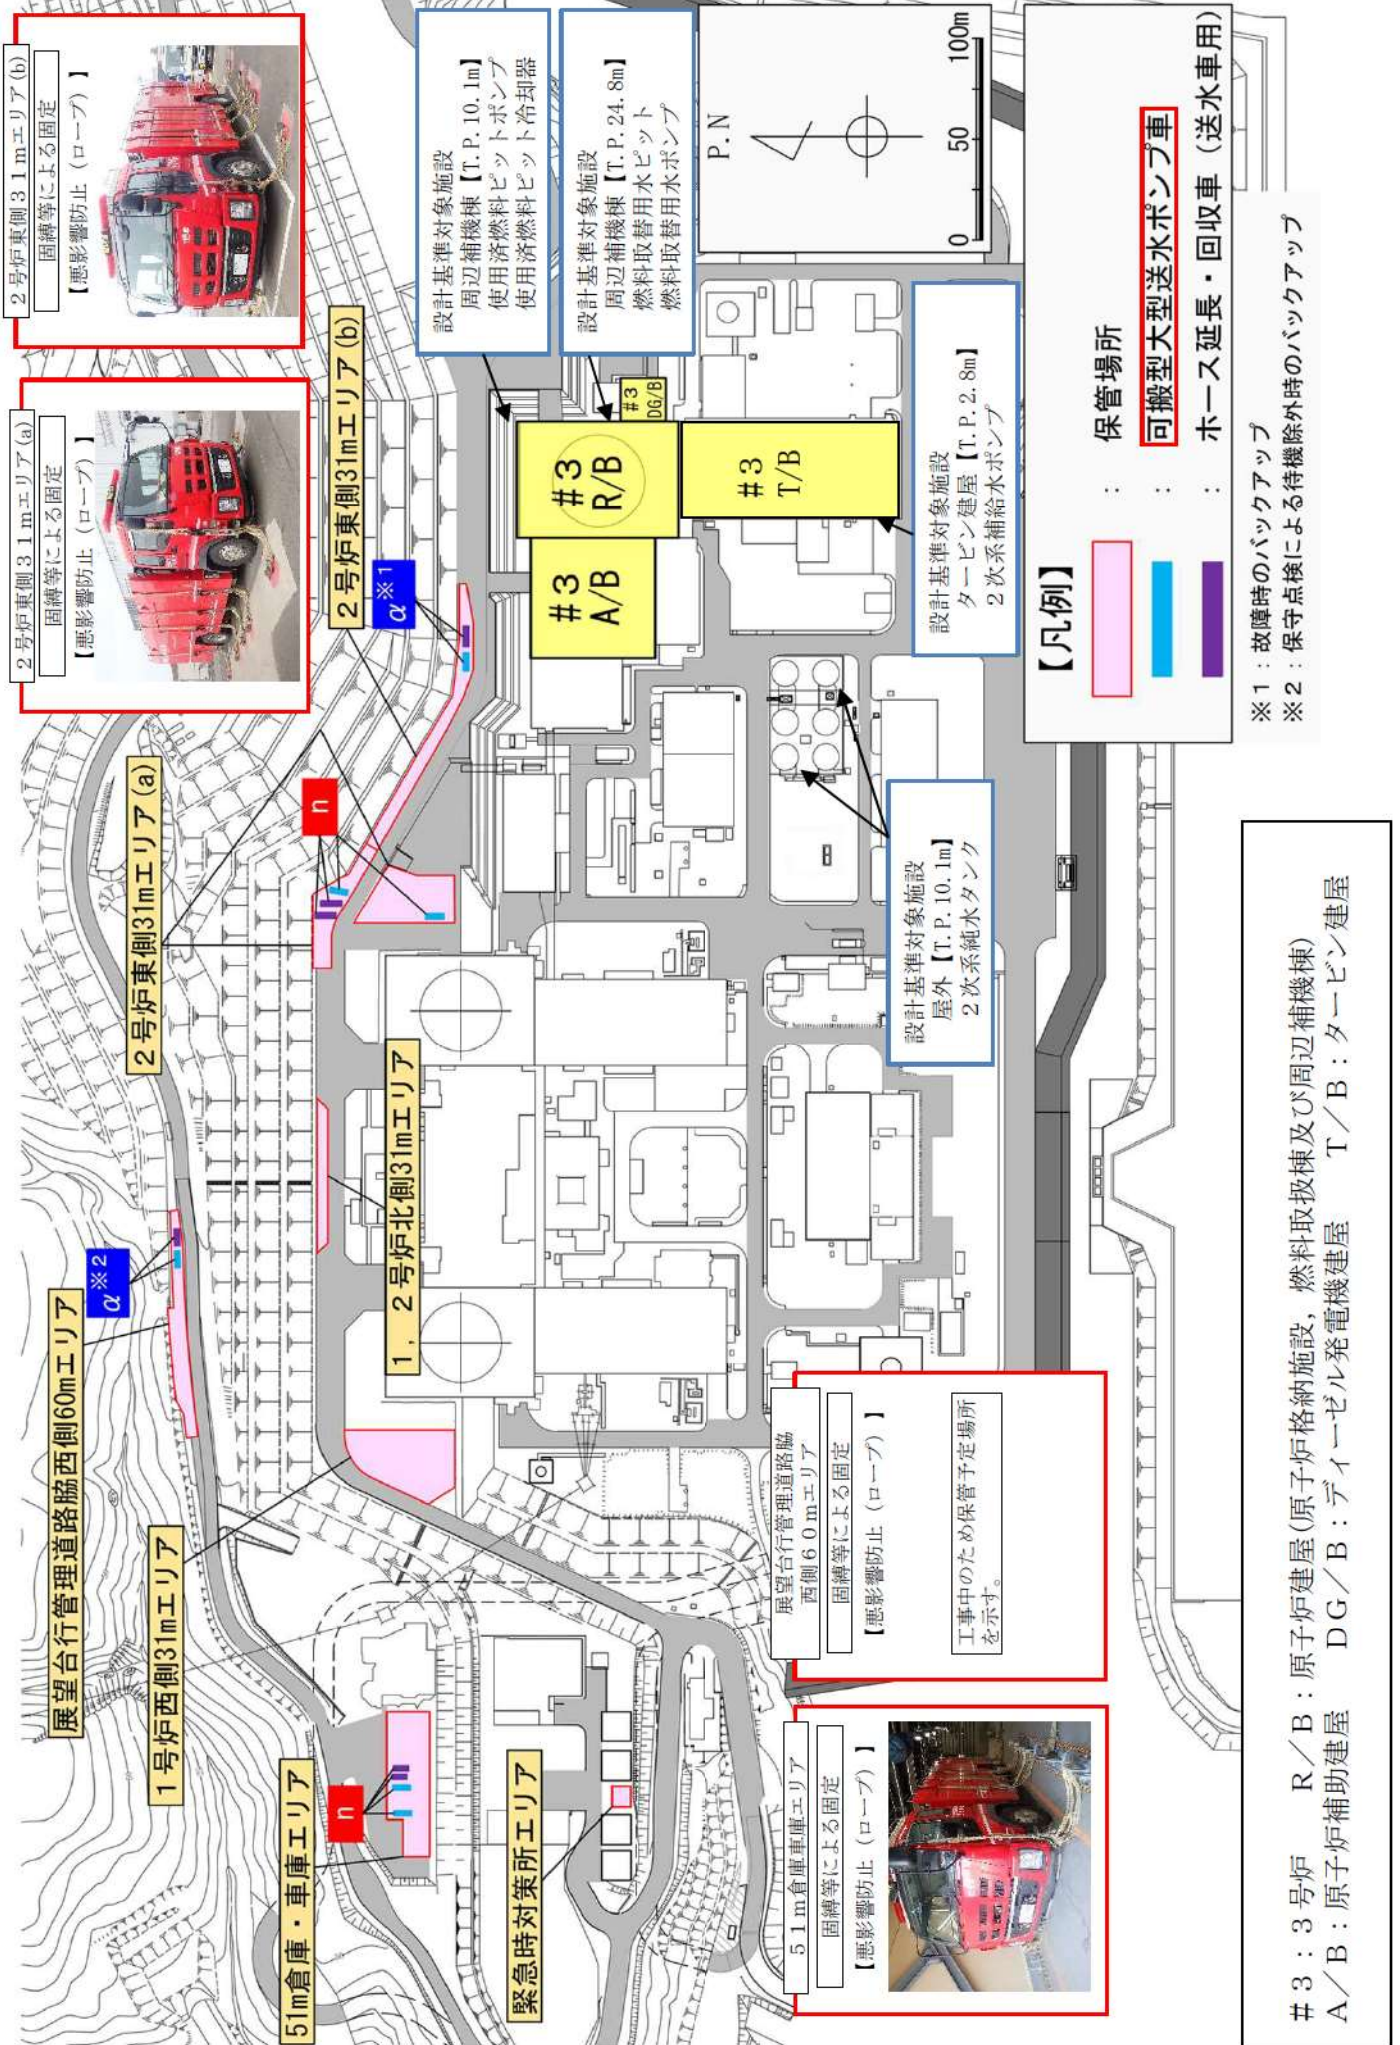 展望台行管理道路脇西側60mエリア
α※2
1号炉西側31mエリア
51m倉庫・車庫エリア
n
緊急時対策所エリア
1，2号炉北側31mエリア
2号炉東側31mエリア(a)
n
2号炉東側31mエリア(b)
α※1
2号炉東側31mエリア(a)
固縛等による固定
【悪影響防止（ロープ）】
2号炉東側31mエリア(b)
固縛等による固定
【悪影響防止（ロープ）】
設計基準対象施設
周辺補機棟【T.P.10.1m】
使用済燃料ピットポンプ
使用済燃料ピット冷却器
設計基準対象施設
周辺補機棟【T.P.24.8m】
燃料取替用水ピット
燃料取替用水ポンプ
#3
R/B
#3
A/B
#3
DG/B
#3
T/B
設計基準対象施設
タービン建屋【T.P.2.8m】
2次系補給水ポンプ
設計基準対象施設
屋外【T.P.10.1m】
2次系純水タンク
51m倉庫車庫エリア
固縛等による固定
【悪影響防止（ロープ）】
展望台行管理道路脇
西側60mエリア
固縛等による固定
【悪影響防止（ロープ）】
工事中のため保管予定場所
を示す。
P.N
0 50 100m
【凡例】
： 保管場所
： 可搬型大型送水ポンプ車
： ホース延長・回収車（送水車用）
※1：故障時のバックアップ
※2：保守点検による待機除外時のバックアップ
#3：3号炉 R／B：原子炉建屋(原子炉格納施設，燃料取扱棟及び周辺補機棟)
A／B：原子炉補助建屋 DG／B：ディーゼル発電機建屋 T／B：タービン建屋